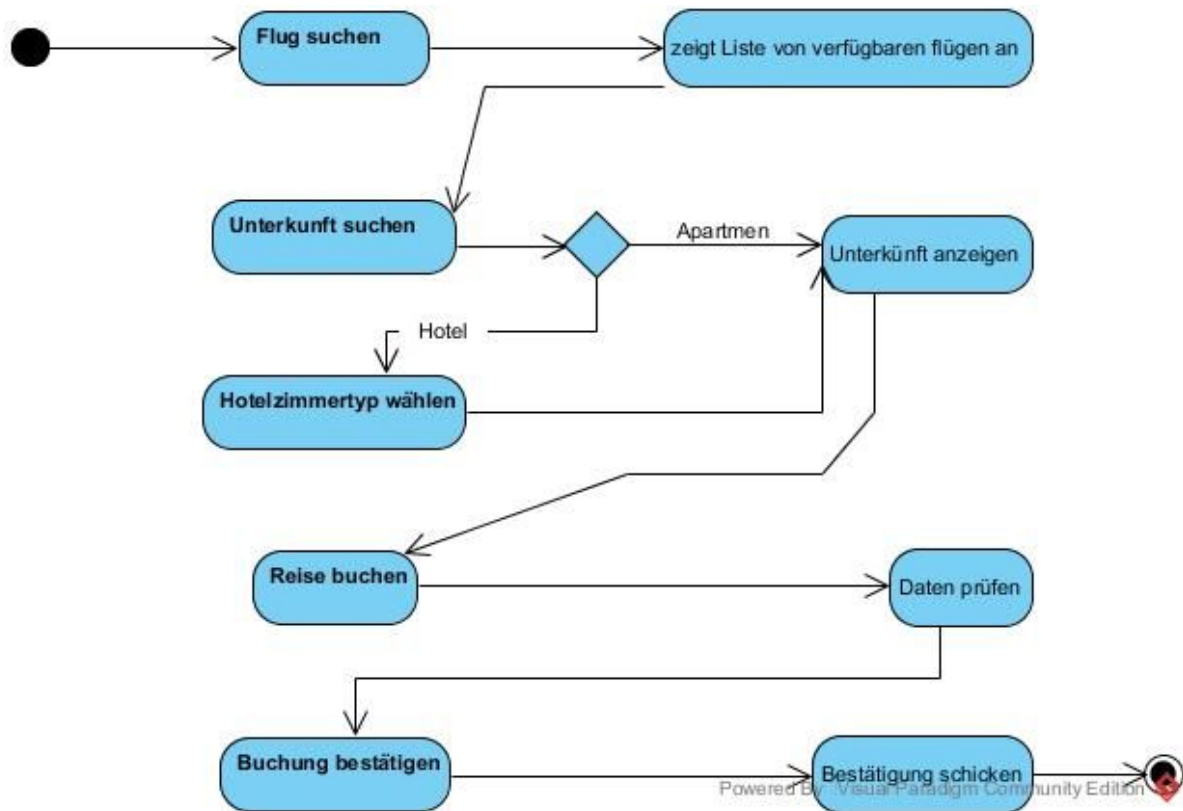 Flug suchen
zeigt Liste von verfügbaren flügen an
Unterkunft suchen
Apartmen
Unterkünft anzeigen
Hotel
Hotelzimmertyp wählen
Reise buchen
Daten prüfen
Buchung bestätigen
Bestätigung schicken
Powered By Visual Paradigm Community Edition